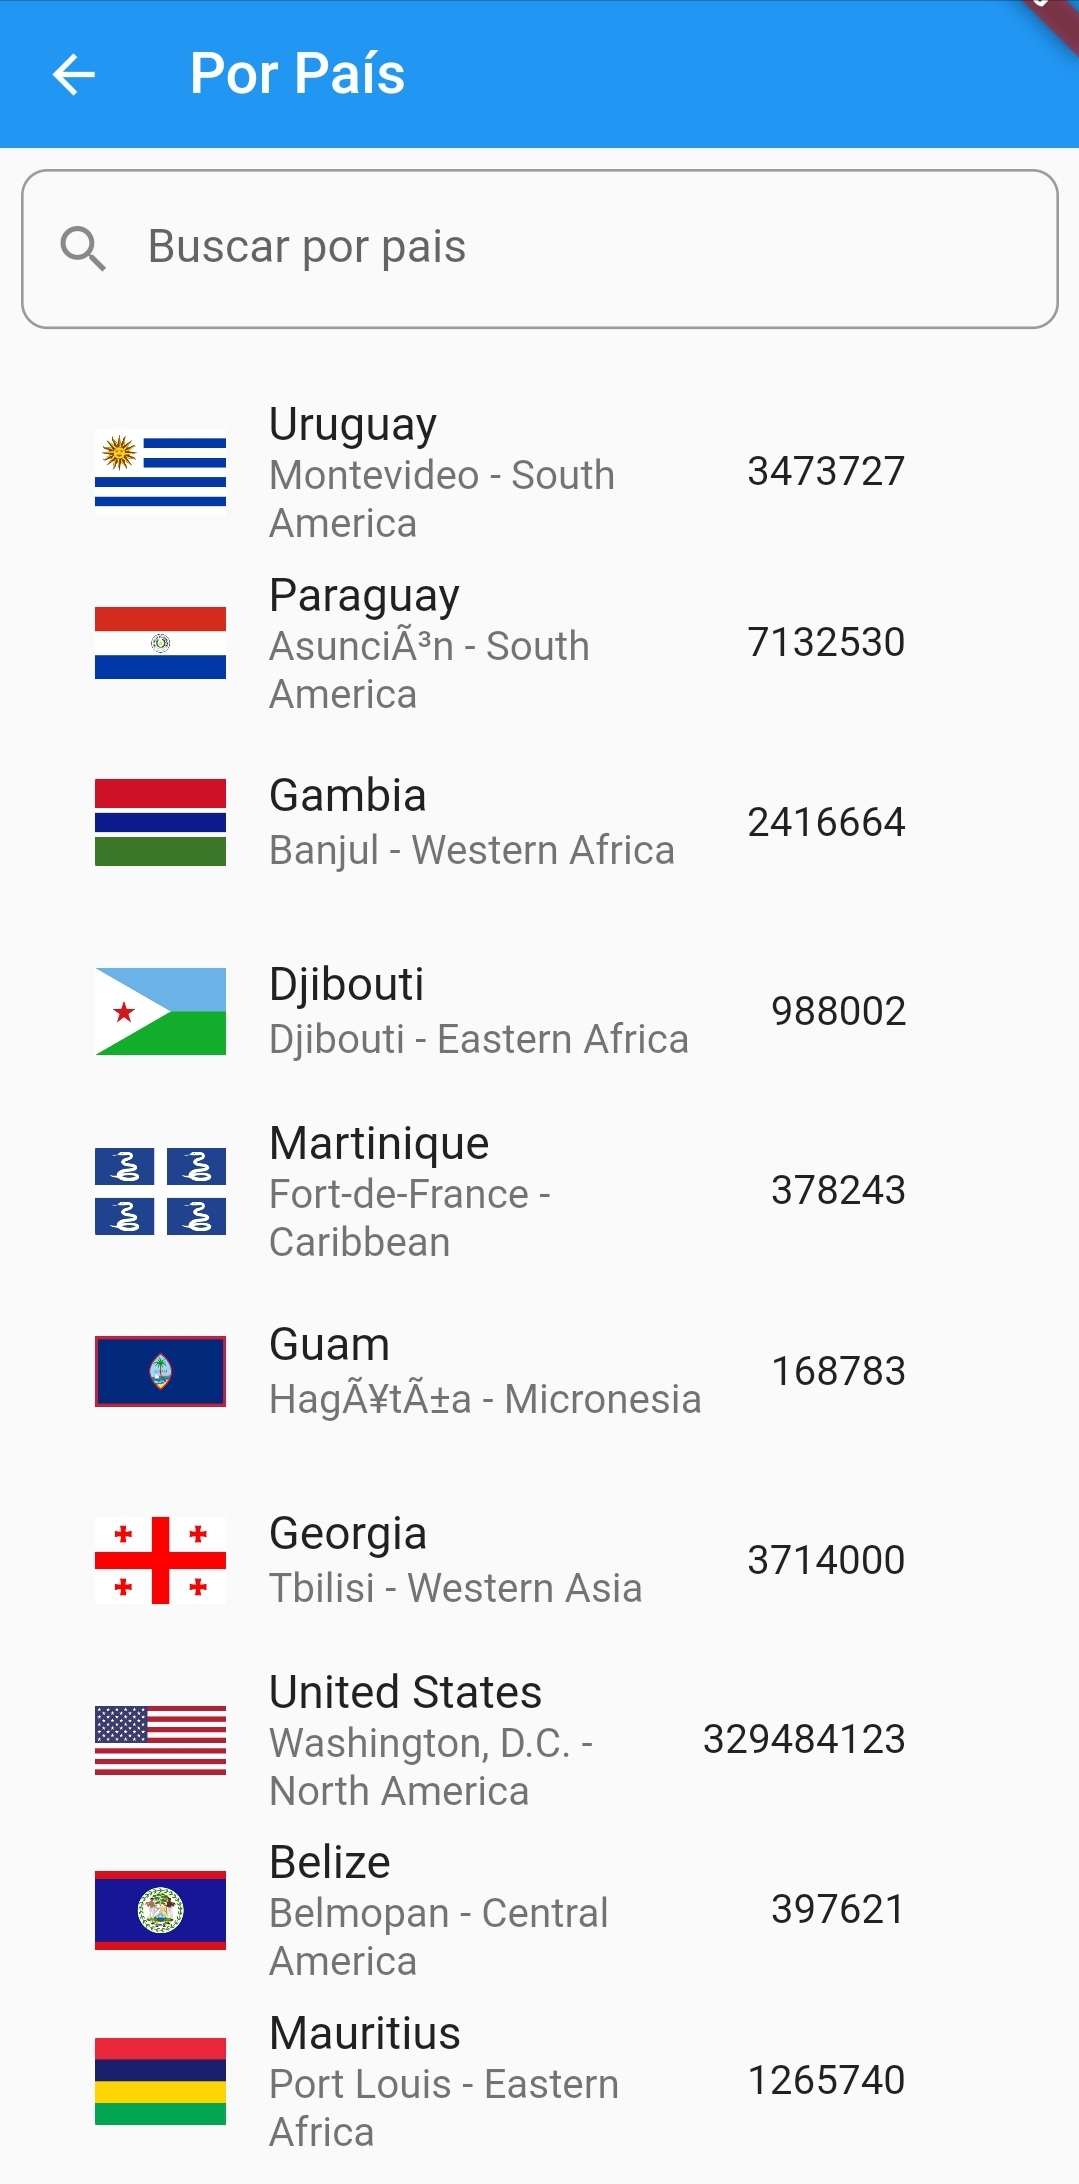 Por País
Buscar por pais
Uruguay
Montevideo - South
America
3473727
Paraguay
AsunciÃ³n - South
America
7132530
Gambia
Banjul - Western Africa
2416664
Djibouti
Djibouti - Eastern Africa
988002
Martinique
Fort-de-France -
Caribbean
378243
Guam
HagÃ¥tÃ±a - Micronesia
168783
Georgia
Tbilisi - Western Asia
3714000
United States
Washington, D.C. -
North America
329484123
Belize
Belmopan - Central
America
397621
Mauritius
Port Louis - Eastern
Africa
1265740